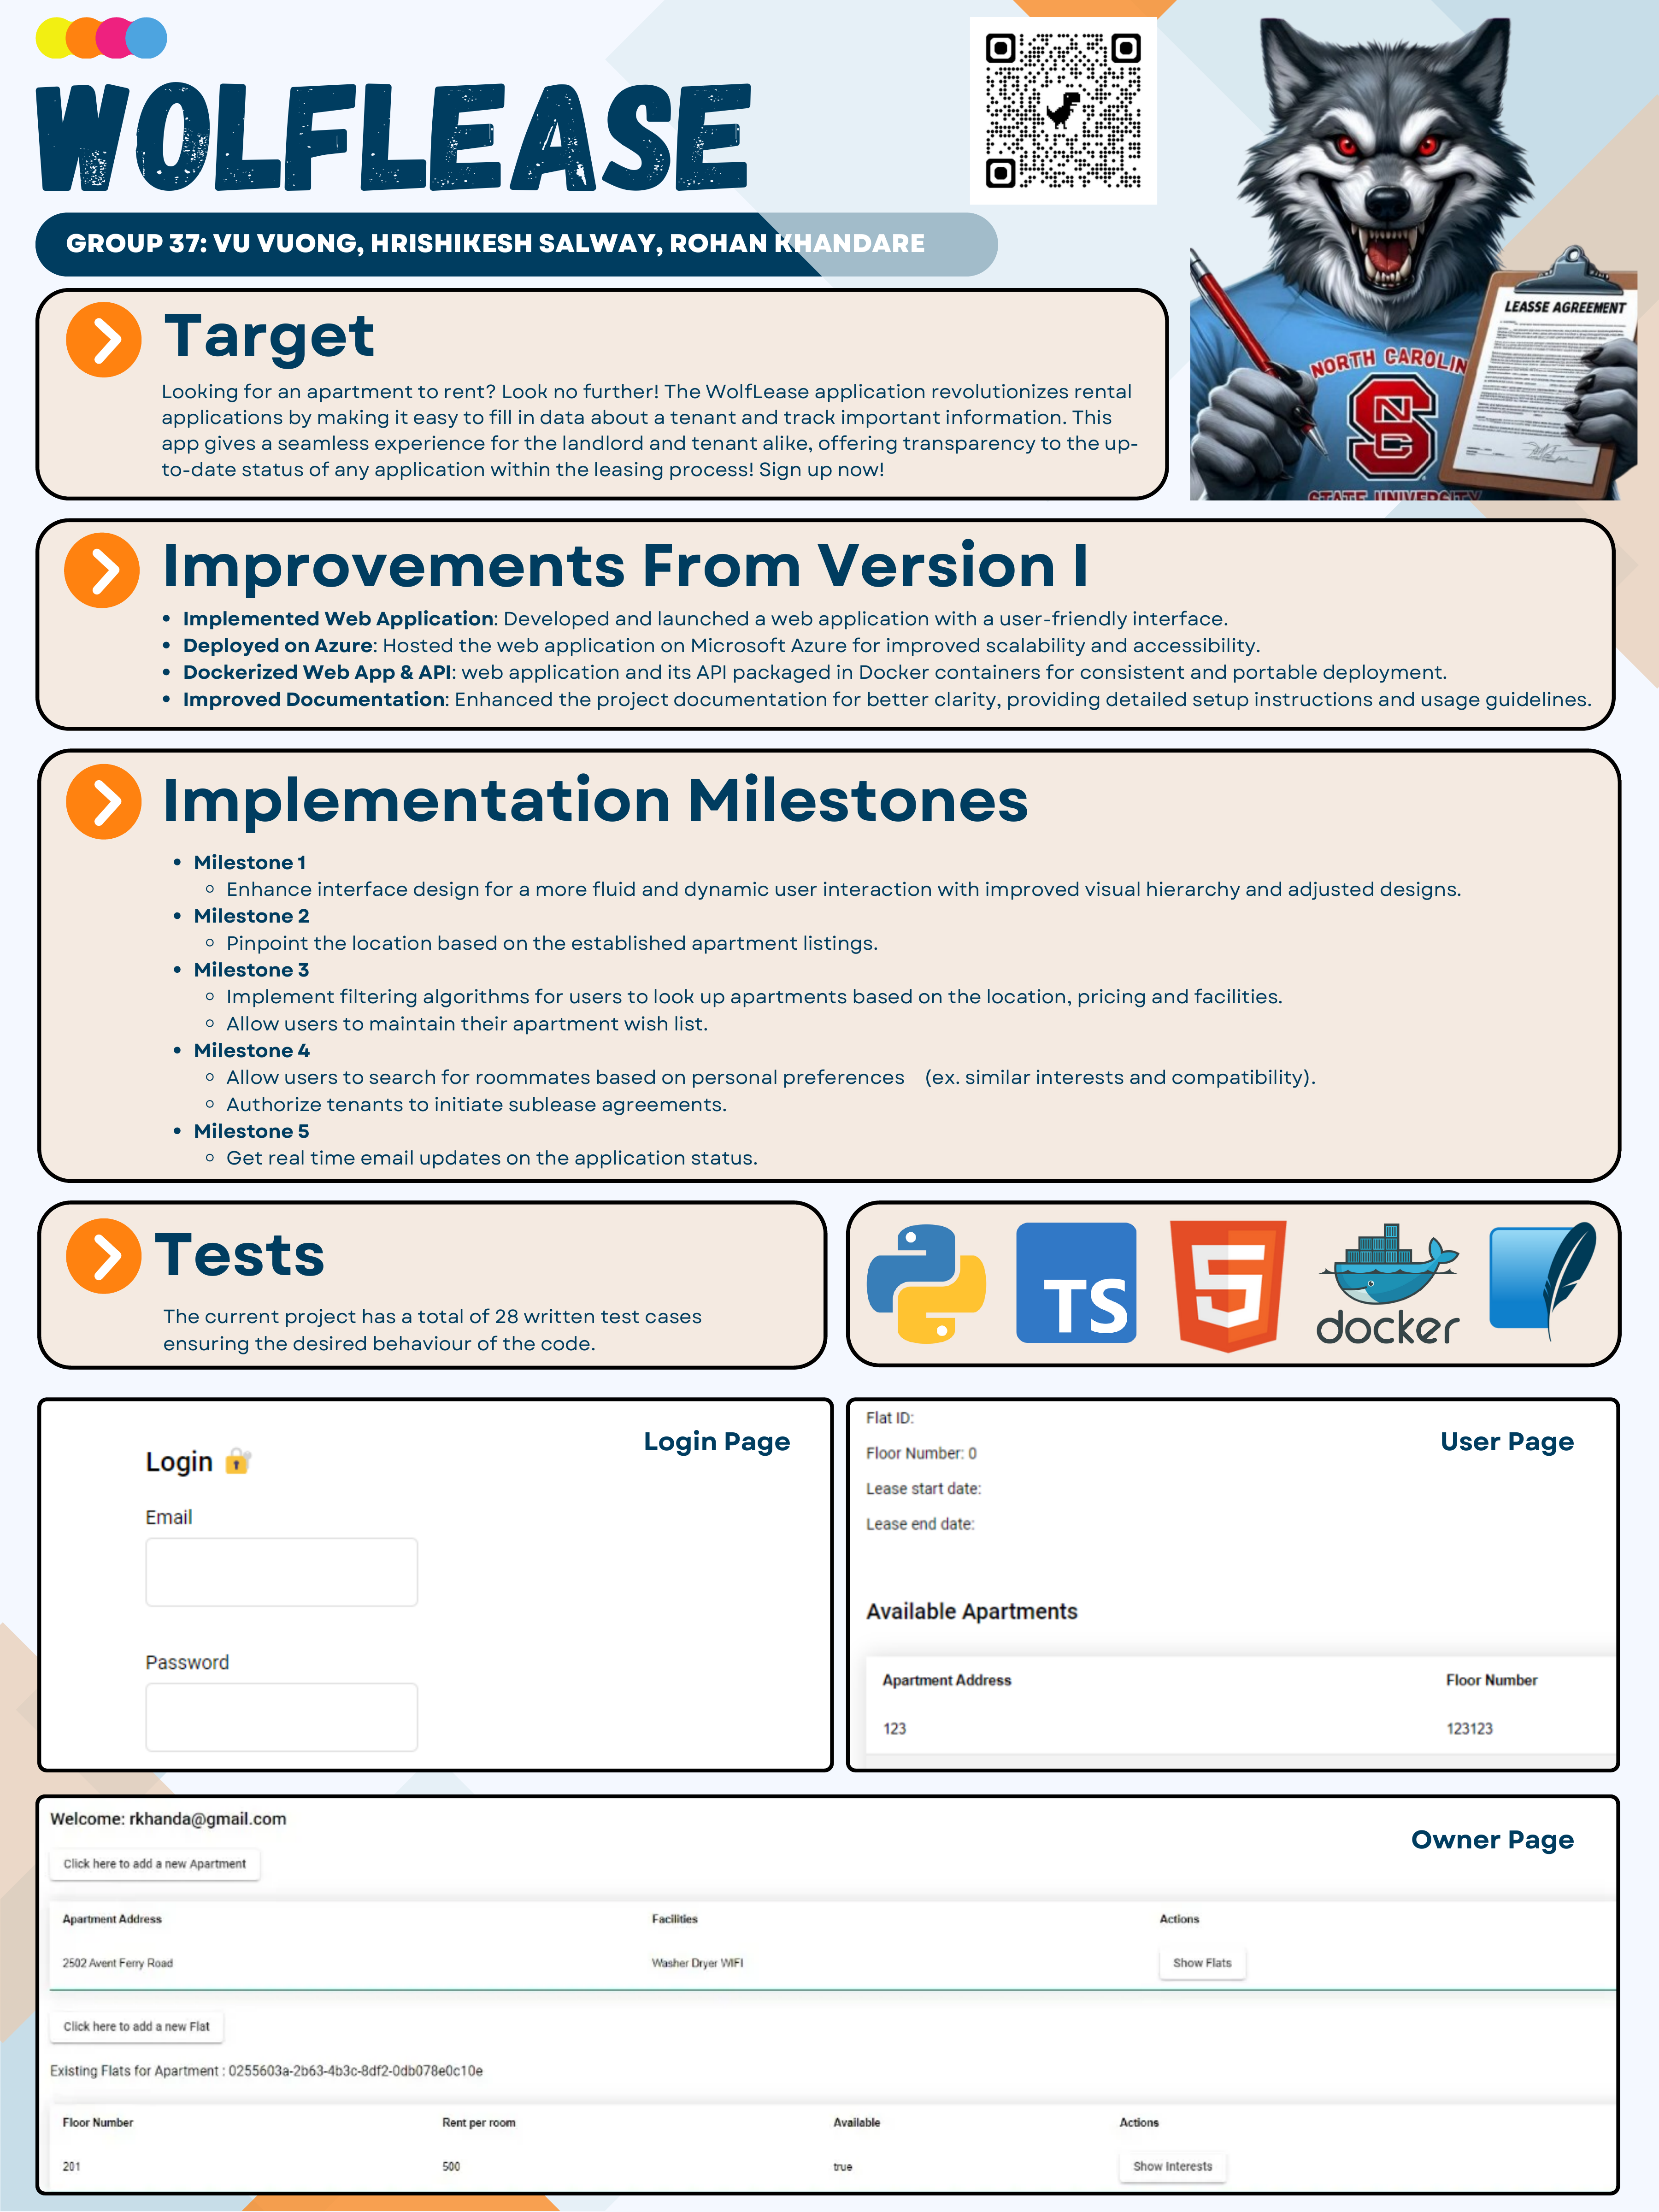 WOLFLEASE
GROUP 37: VU VUONG, HRISHIKESH SALWAY, ROHAN KHANDARE
LEASSE AGREEMENT
NORTH CAROLIN
STATE UNIVERSITY
Target
Looking for an apartment to rent? Look no further! The WolfLease application revolutionizes rental
applications by making it easy to fill in data about a tenant and track important information. This
app gives a seamless experience for the landlord and tenant alike, offering transparency to the up-
to-date status of any application within the leasing process! Sign up now!
Improvements From Version I
• Implemented Web Application: Developed and launched a web application with a user-friendly interface.
• Deployed on Azure: Hosted the web application on Microsoft Azure for improved scalability and accessibility.
• Dockerized Web App & API: web application and its API packaged in Docker containers for consistent and portable deployment.
• Improved Documentation: Enhanced the project documentation for better clarity, providing detailed setup instructions and usage guidelines.
Implementation Milestones
• Milestone 1
◦ Enhance interface design for a more fluid and dynamic user interaction with improved visual hierarchy and adjusted designs.
• Milestone 2
◦ Pinpoint the location based on the established apartment listings.
• Milestone 3
◦ Implement filtering algorithms for users to look up apartments based on the location, pricing and facilities.
◦ Allow users to maintain their apartment wish list.
• Milestone 4
◦ Allow users to search for roommates based on personal preferences (ex. similar interests and compatibility).
◦ Authorize tenants to initiate sublease agreements.
• Milestone 5
◦ Get real time email updates on the application status.
Tests
The current project has a total of 28 written test cases
ensuring the desired behaviour of the code.
TS
5
docker
Login Page
Login
Email
Password
User Page
Flat ID:
Floor Number: 0
Lease start date:
Lease end date:
Available Apartments
Apartment Address Floor Number
123 123123
Owner Page
Welcome: rkhanda@gmail.com
Click here to add a new Apartment
Apartment Address Facilities Actions
2502 Avent Ferry Road Washer Dryer WIFI Show Flats
Click here to add a new Flat
Existing Flats for Apartment : 0255603a-2b63-4b3c-8df2-0db078e0c10e
Floor Number Rent per room Available Actions
201 500 true Show Interests